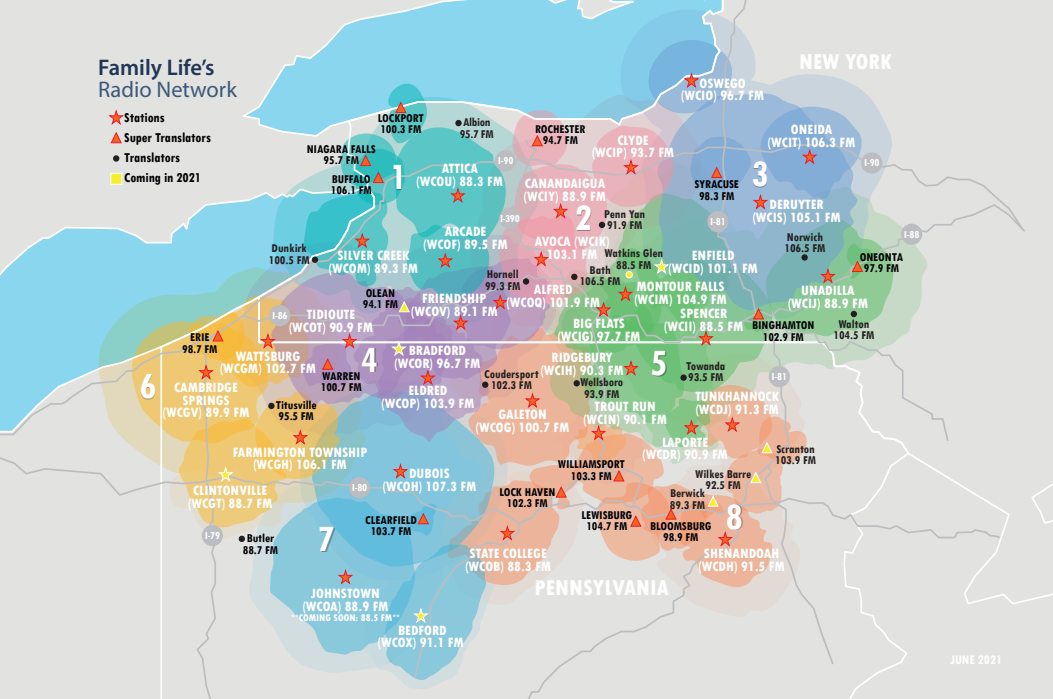 Family Life's
Radio Network
Stations
Super Translators
Translators
Coming in 2021
NEW YORK
OSWEGO
(WCIO) 96.7 FM
LOCKPORT
100.3 FM
Albion
95.7 FM
ROCHESTER
94.7 FM
CLYDE
(WCIP) 93.7 FM
ONEIDA
(WCIT) 106.3 FM
NIAGARA FALLS
95.7 FM
BUFFALO
106.1 FM
1
ATTICA
(WCOU) 88.3 FM
I-90
CANANDAIGUA
(WCIY) 88.9 FM
SYRACUSE
98.3 FM
3
I-90
DERUYTER
(WCIS) 105.1 FM
I-390
2
Penn Yan
91.9 FM
I-81
I-88
ARCADE
(WCOF) 89.5 FM
AVOCA (WCIK)
103.1 FM
Watkins Glen
88.5 FM
ENFIELD
(WCID) 101.1 FM
Norwich
106.5 FM
Dunkirk
100.5 FM
SILVER CREEK
(WCOM) 89.3 FM
Hornell
99.3 FM
Bath
106.5 FM
ONEONTA
97.9 FM
OLEAN
94.1 FM
FRIENDSHIP
(WCOV) 89.1 FM
ALFRED
(WCOQ) 101.9 FM
MONTOUR FALLS
(WCIM) 104.9 FM
UNADILLA
(WCIJ) 88.9 FM
I-86
TIDIOUTE
(WCOT) 90.9 FM
BIG FLATS
(WCIG) 97.7 FM
SPENCER
(WCII) 88.5 FM
BINGHAMTON
102.9 FM
Walton
104.5 FM
ERIE
98.7 FM
WATTSBURG
(WCGM) 102.7 FM
4
BRADFORD
(WCOR) 96.7 FM
RIDGEBURY
(WCIH) 90.3 FM
5
6
CAMBRIDGE
SPRINGS
(WCGV) 89.9 FM
WARREN
100.7 FM
ELDRED
(WCOP) 103.9 FM
Coudersport
102.3 FM
Wellsboro
93.9 FM
Towanda
93.5 FM
I-81
Titusville
95.5 FM
GALETON
(WCOG) 100.7 FM
TROUT RUN
(WCIN) 90.1 FM
TUNKHANNOCK
(WCDJ) 91.3 FM
FARMINGTON TOWNSHIP
(WCGH) 106.1 FM
LAPORTE
(WCDR) 90.9 FM
Scranton
103.9 FM
CLINTONVILLE
(WCGT) 88.7 FM
I-80
DUBOIS
(WCOH) 107.3 FM
WILLIAMSPORT
103.3 FM
Wilkes Barre
92.5 FM
LOCK HAVEN
102.3 FM
Berwick
89.3 FM
I-79
Butler
88.7 FM
7
CLEARFIELD
103.7 FM
LEWISBURG
104.7 FM
BLOOMSBURG
98.9 FM
8
STATE COLLEGE
(WCOB) 88.3 FM
SHENANDOAH
(WCDH) 91.5 FM
PENNSYLVANIA
JOHNSTOWN
(WCOA) 88.9 FM
**COMING SOON: 88.5 FM**
BEDFORD
(WCOX) 91.1 FM
JUNE 2021